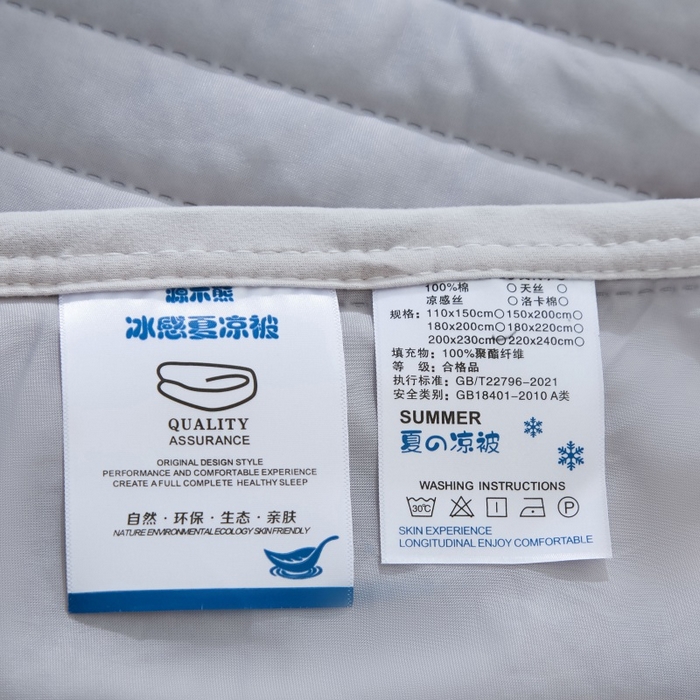 冰感夏凉被
QUALITY
ASSURANCE
ORIGINAL DESIGN STYLE
PERFORMANCE AND COMFORTABLE EXPERIENCE
CREATE A FULL COMPLETE HEALTHY SLEEP
自然·环保·生态·亲肤
NATURE ENVIRONMENTAL ECOLOGY SKIN FRIENDLY
100%棉 ○天丝 ○
凉感丝 ○洛卡棉○
规格：110x150cm○150x200cm○
180x200cm○180x220cm○
200x230cm○220x240cm○
填充物：100%聚酯纤维
等 级：合格品
执行标准：GB/T22796-2021
安全类别：GB18401-2010 A类
SUMMER
夏の凉被
WASHING INSTRUCTIONS
30℃ P
SKIN EXPERIENCE
LONGITUDINAL ENJOY COMFORTABLE